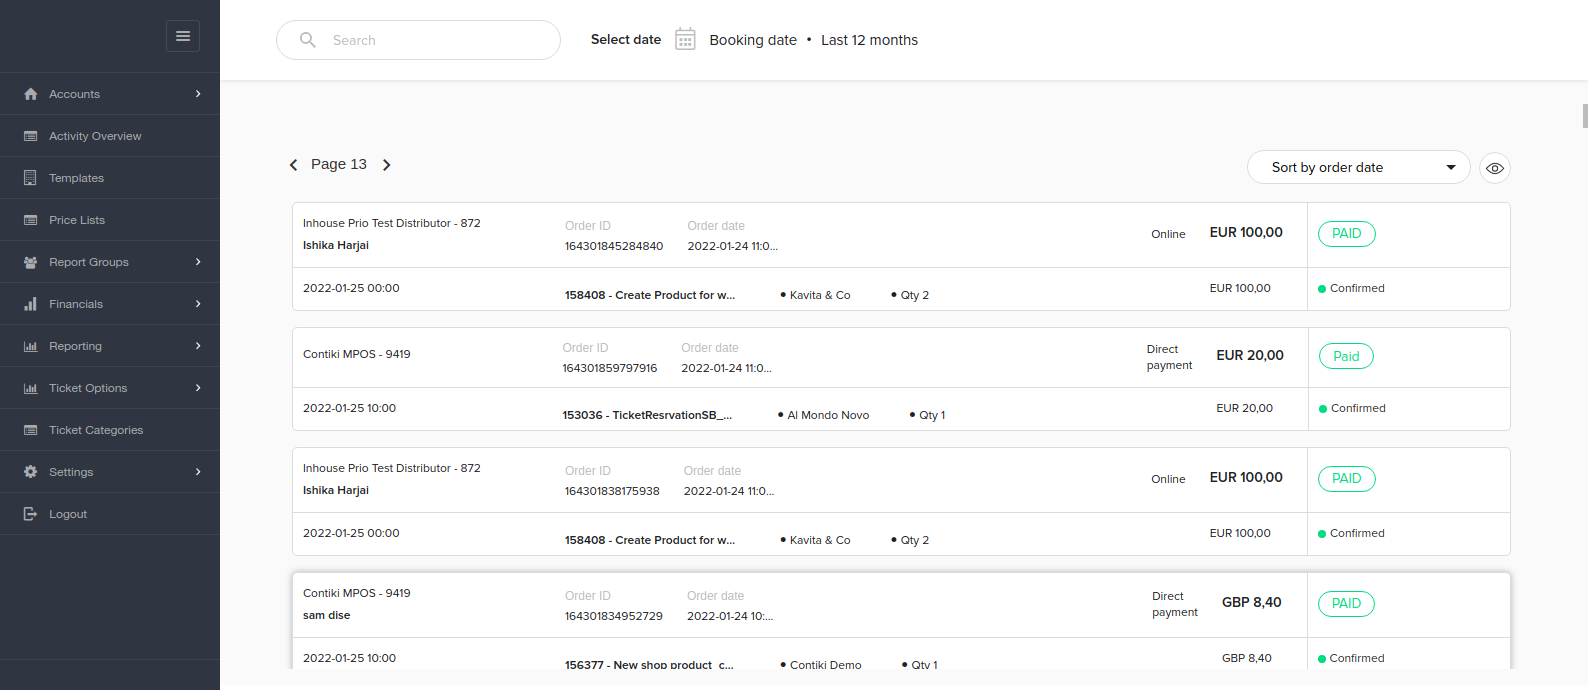 Search
Select date
Booking date • Last 12 months
Accounts
Activity Overview
Templates
Price Lists
Report Groups
Financials
Reporting
Ticket Options
Ticket Categories
Settings
Logout
Page 13
Sort by order date
Inhouse Prio Test Distributor - 872
Ishika Harjai
Order ID
164301845284840
Order date
2022-01-24 11:0...
Online
EUR 100,00
PAID
2022-01-25 00:00
158408 - Create Product for w...
• Kavita & Co
• Qty 2
EUR 100,00
Confirmed
Contiki MPOS - 9419
Order ID
164301859797916
Order date
2022-01-24 11:0...
Direct
payment
EUR 20,00
Paid
2022-01-25 10:00
153036 - TicketResrvationSB_...
• Al Mondo Novo
• Qty 1
EUR 20,00
Confirmed
Inhouse Prio Test Distributor - 872
Ishika Harjai
Order ID
164301838175938
Order date
2022-01-24 11:0...
Online
EUR 100,00
PAID
2022-01-25 00:00
158408 - Create Product for w...
• Kavita & Co
• Qty 2
EUR 100,00
Confirmed
Contiki MPOS - 9419
sam dise
Order ID
164301834952729
Order date
2022-01-24 10:...
Direct
payment
GBP 8,40
PAID
2022-01-25 10:00
156377 - New shop product_c...
• Contiki Demo
• Qty 1
GBP 8,40
Confirmed